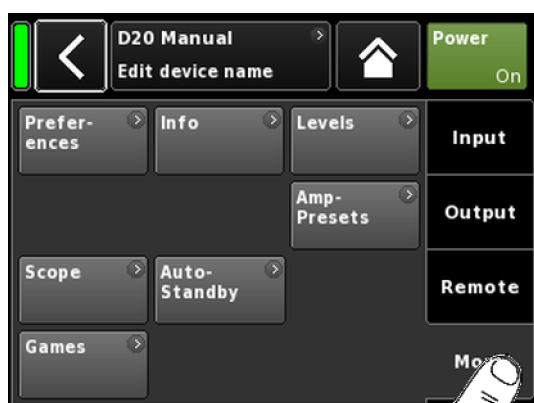 D20 Manual
Edit device name
Power
On
Prefer-
ences
Info
Levels
Input
Amp-
Presets
Output
Scope
Auto-
Standby
Remote
Games